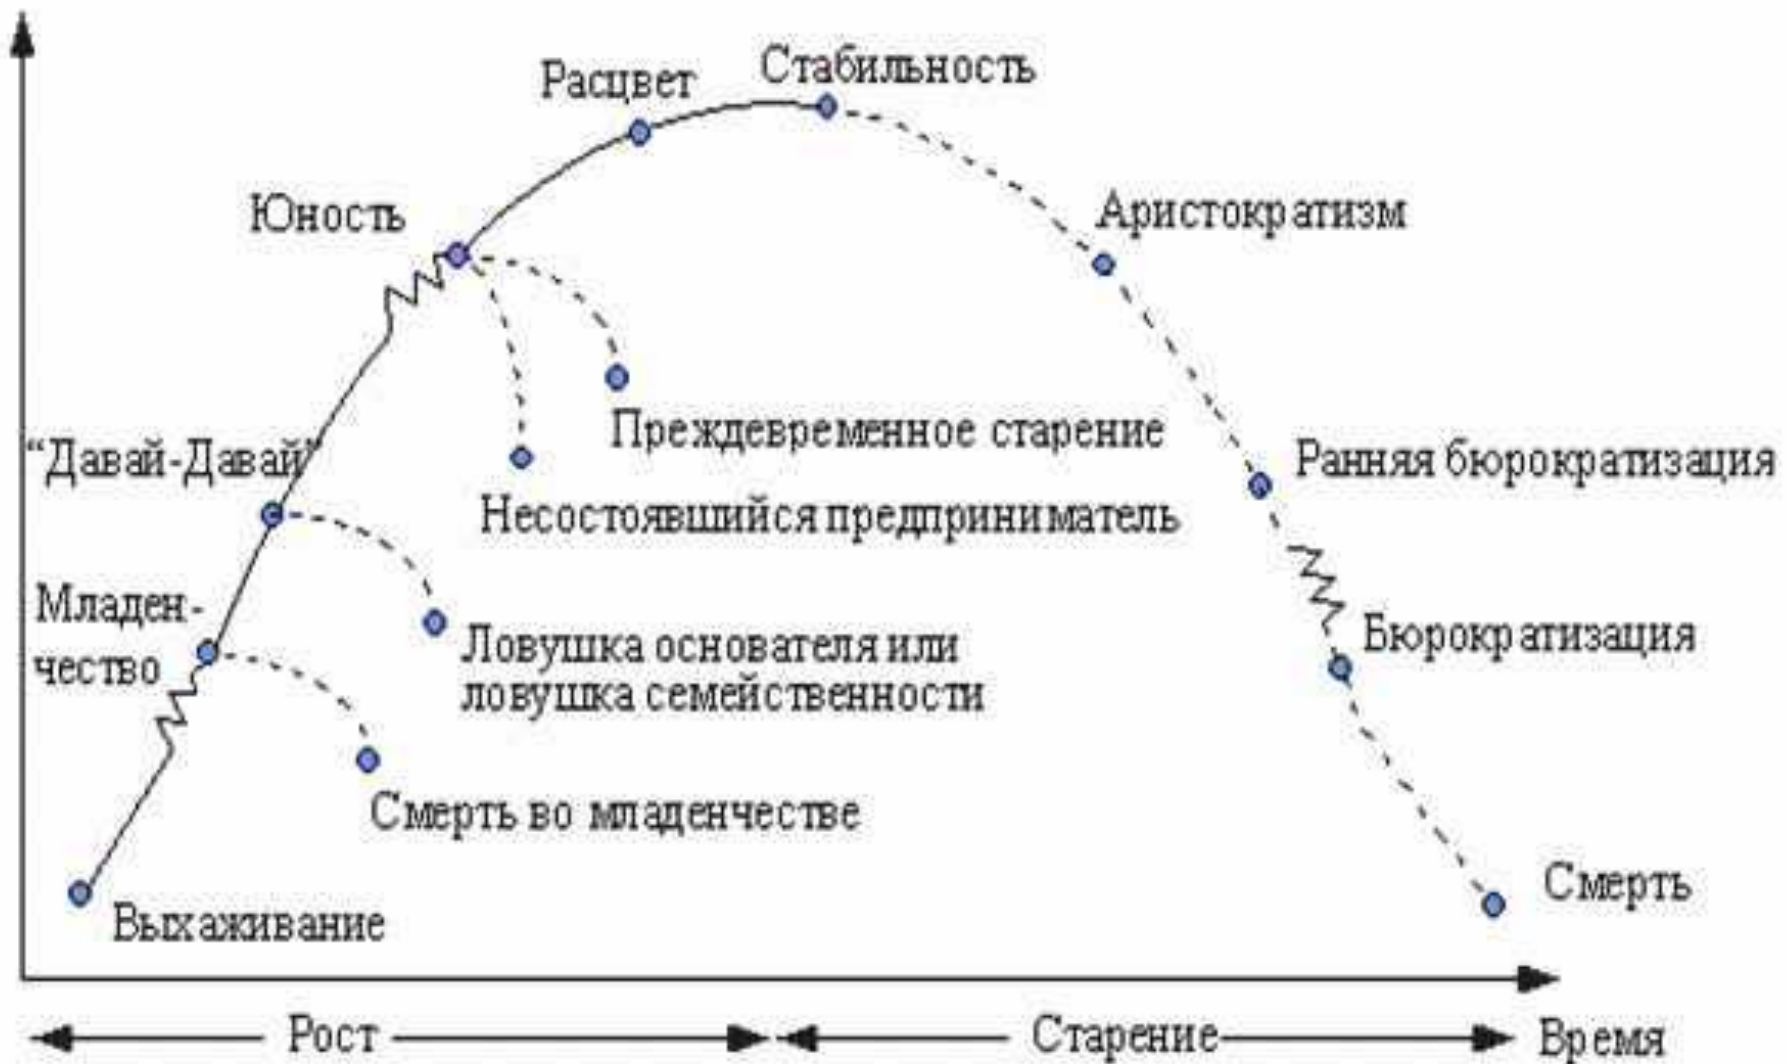 Расцвет
Стабильность
Юность
Аристократизм
"Давай-Давай"
Преждевременное старение
Ранняя бюрократизация
Несостоявшийся предприниматель
Младен-
чество
Ловушка основателя или
ловушка семейственности
Бюрократизация
Смерть во младенчестве
Смерть
Выхаживание
Рост
Старение
Время